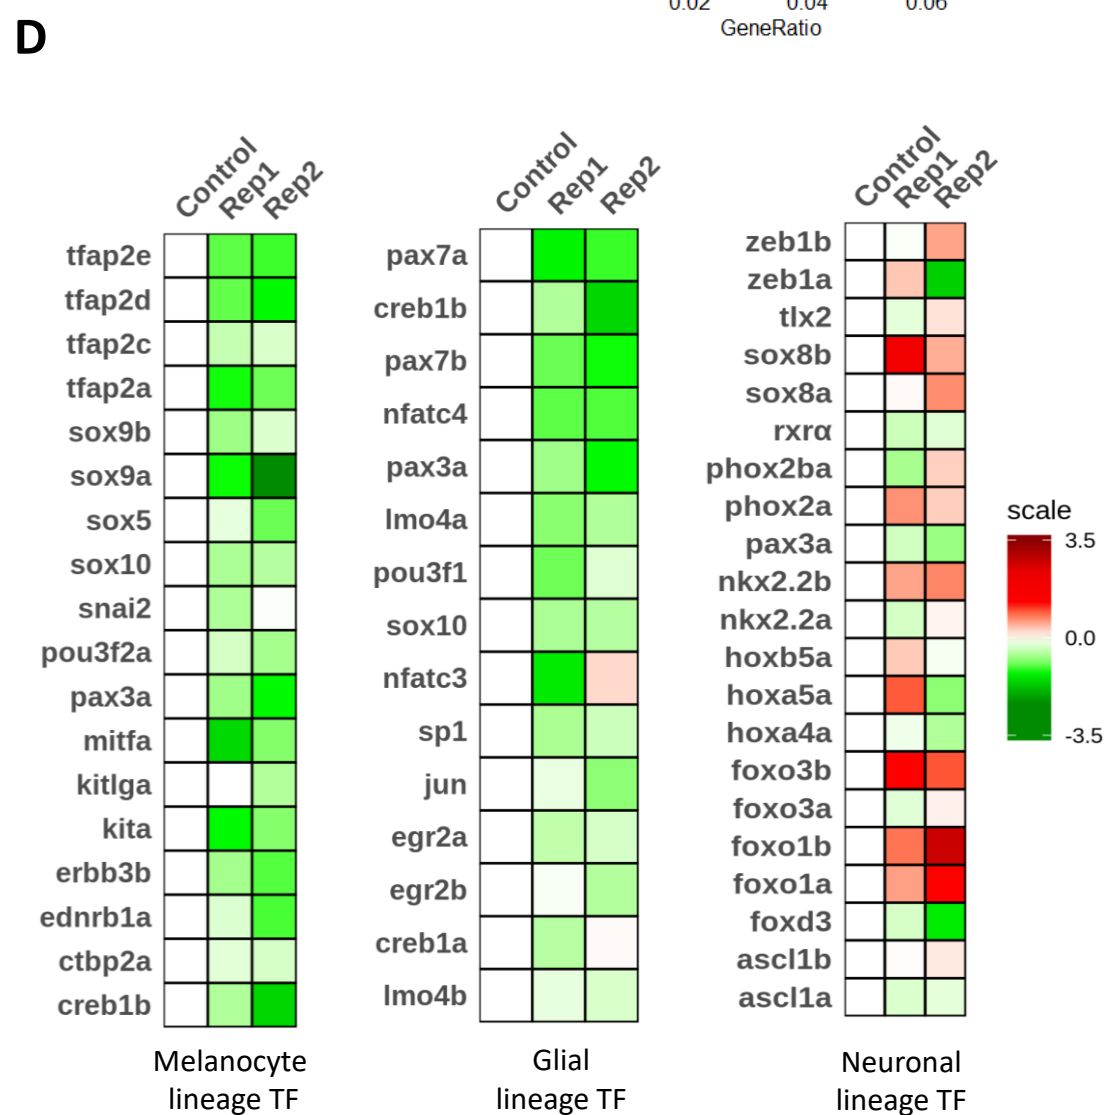 0.02 0.04 0.06
GeneRatio
D
Control Rep1 Rep2
tfap2e
tfap2d
tfap2c
tfap2a
sox9b
sox9a
sox5
sox10
snai2
pou3f2a
pax3a
mitfa
kitlga
kita
erbb3b
ednrb1a
ctbp2a
creb1b
Melanocyte
lineage TF
Control Rep1 Rep2
pax7a
creb1b
pax7b
nfatc4
pax3a
lmo4a
pou3f1
sox10
nfatc3
sp1
jun
egr2a
egr2b
creb1a
lmo4b
Glial
lineage TF
Control Rep1 Rep2
zeb1b
zeb1a
tlx2
sox8b
sox8a
rxrα
phox2ba
phox2a
pax3a
nkx2.2b
nkx2.2a
hoxb5a
hoxa5a
hoxa4a
foxo3b
foxo3a
foxo1b
foxo1a
foxd3
ascl1b
ascl1a
Neuronal
lineage TF
scale
3.5
0.0
-3.5